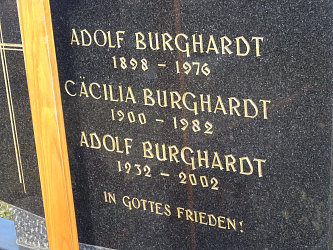 ADOLF BURGHARDT
1898 - 1976
CÄCILIA BURGHARDT
1900 - 1982
ADOLF BURGHARDT
1932 - 2002
IN GOTTES FRIEDEN!